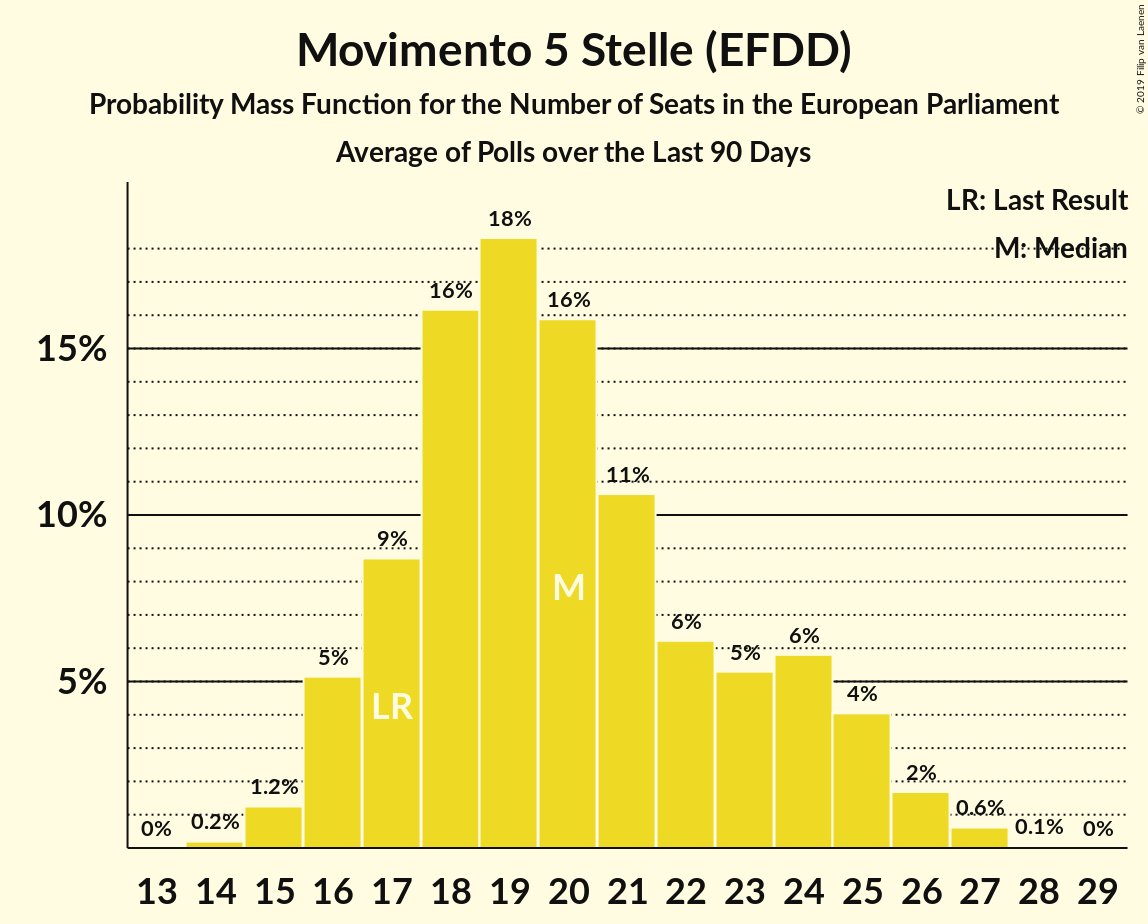 Movimento 5 Stelle (EFDD)
Probability Mass Function for the Number of Seats in the European Parliament
Average of Polls over the Last 90 Days
© 2019 Filip van Laenen
LR: Last Result
M: Median
15%
10%
5%
0%
0.2%
1.2%
5%
9%
16%
18%
16%
11%
6%
5%
6%
4%
2%
0.6%
0.1%
0%
LR
M
13 14 15 16 17 18 19 20 21 22 23 24 25 26 27 28 29